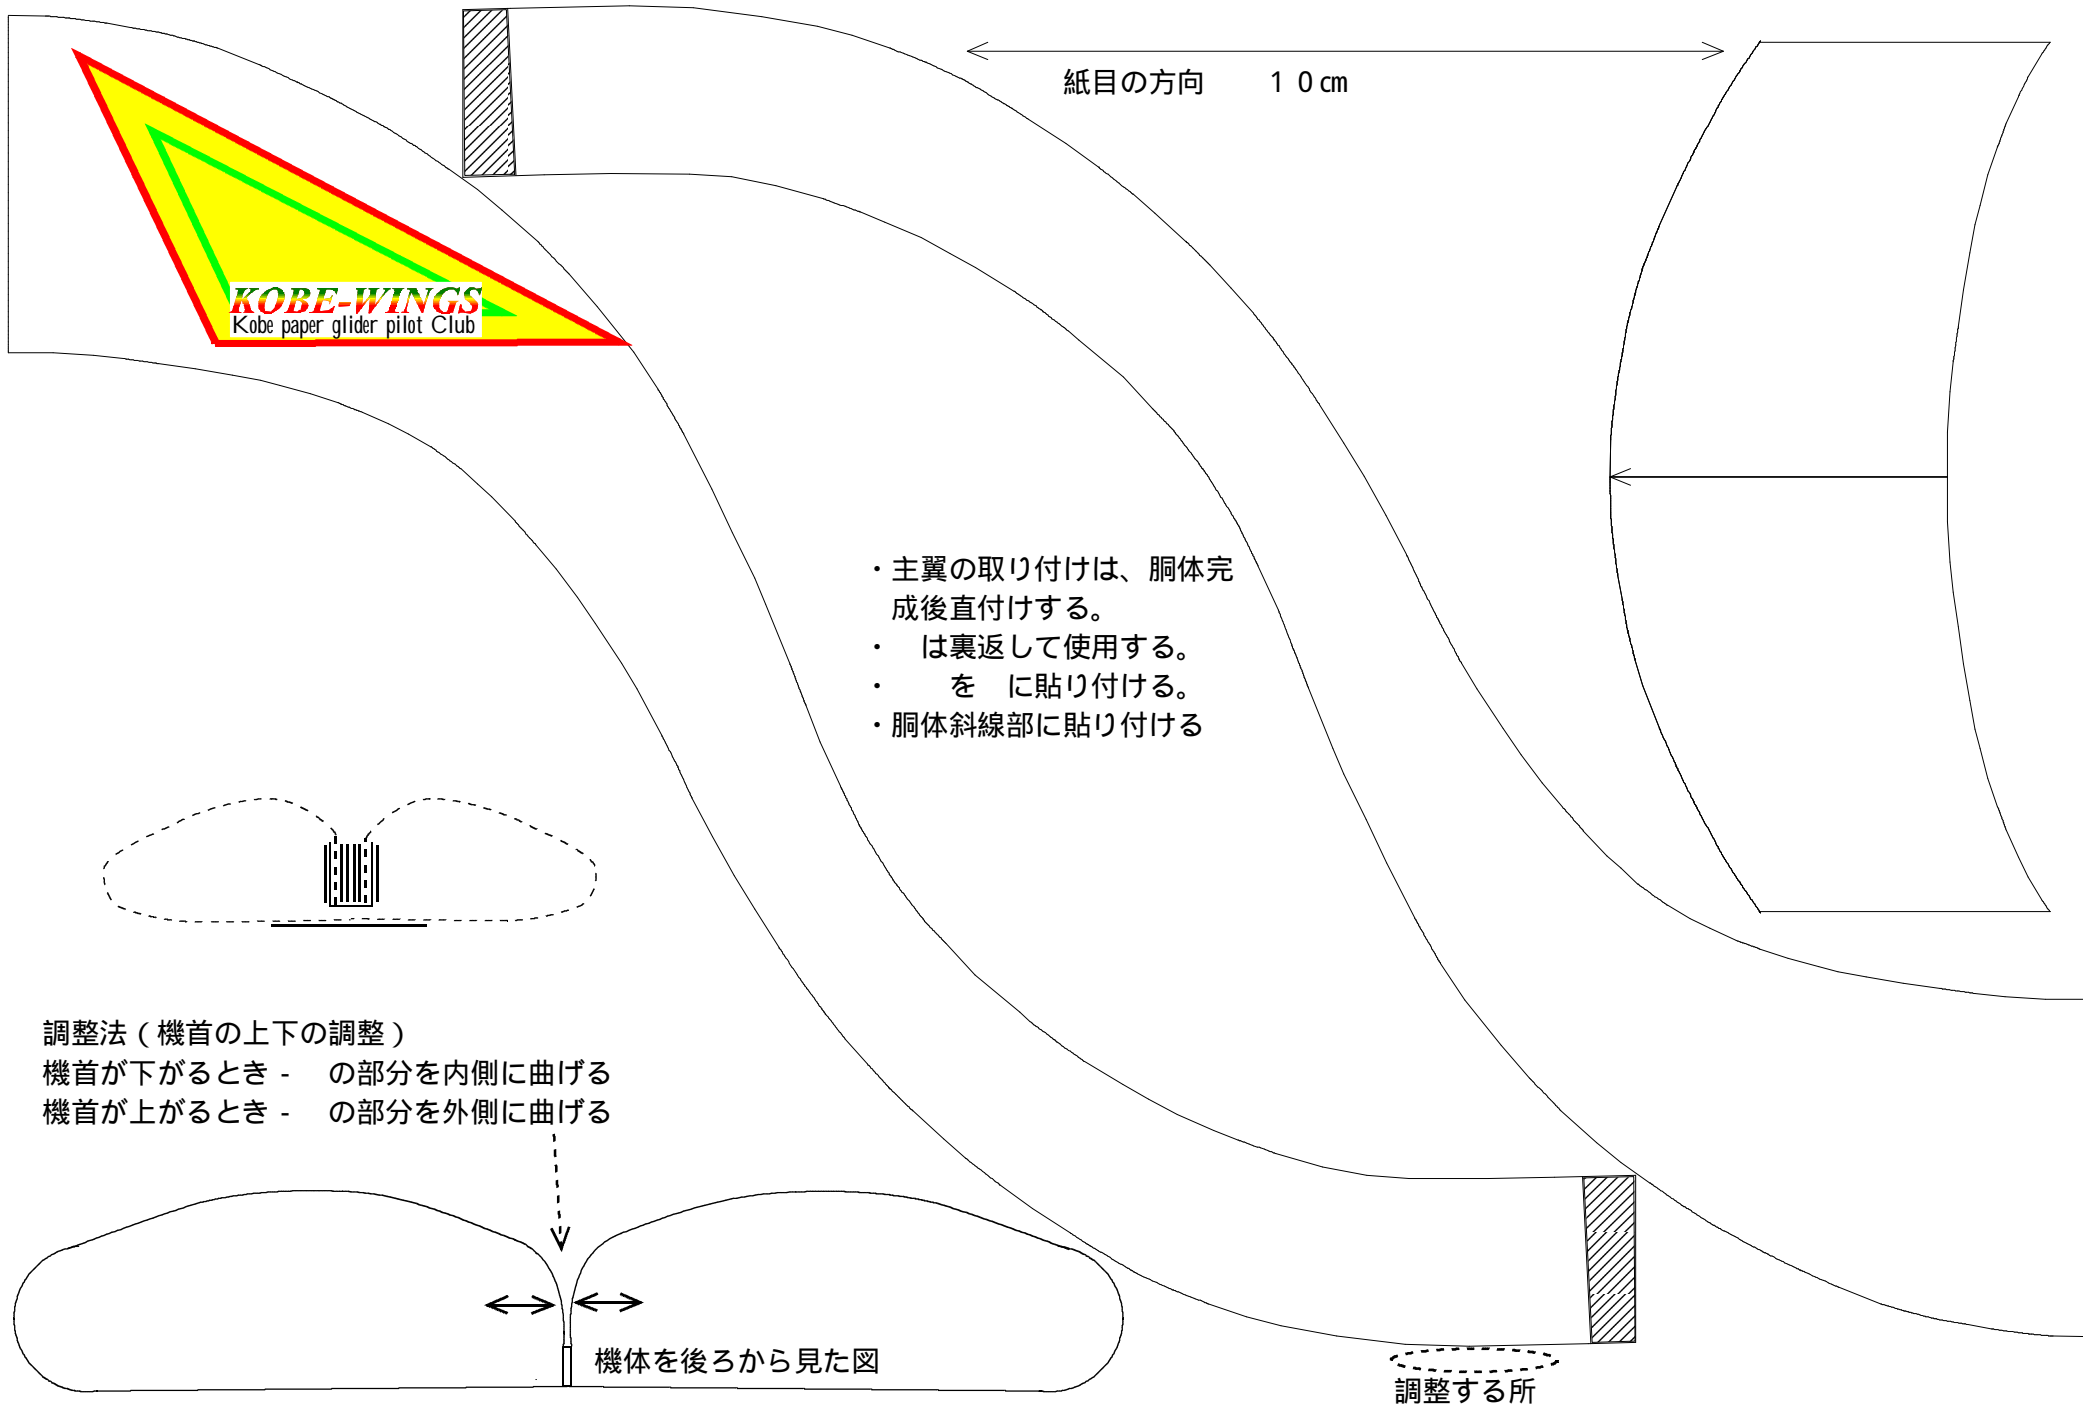 紙目の方向　　１０㎝
KOBE-WINGS
Kobe paper glider pilot Club
・主翼の取り付けは、胴体完
成後直付けする。
・　は裏返して使用する。
・　　を　に貼り付ける。
・胴体斜線部に貼り付ける
調整法（機首の上下の調整）
機首が下がるとき -　の部分を内側に曲げる
機首が上がるとき -　の部分を外側に曲げる
機体を後ろから見た図
調整する所